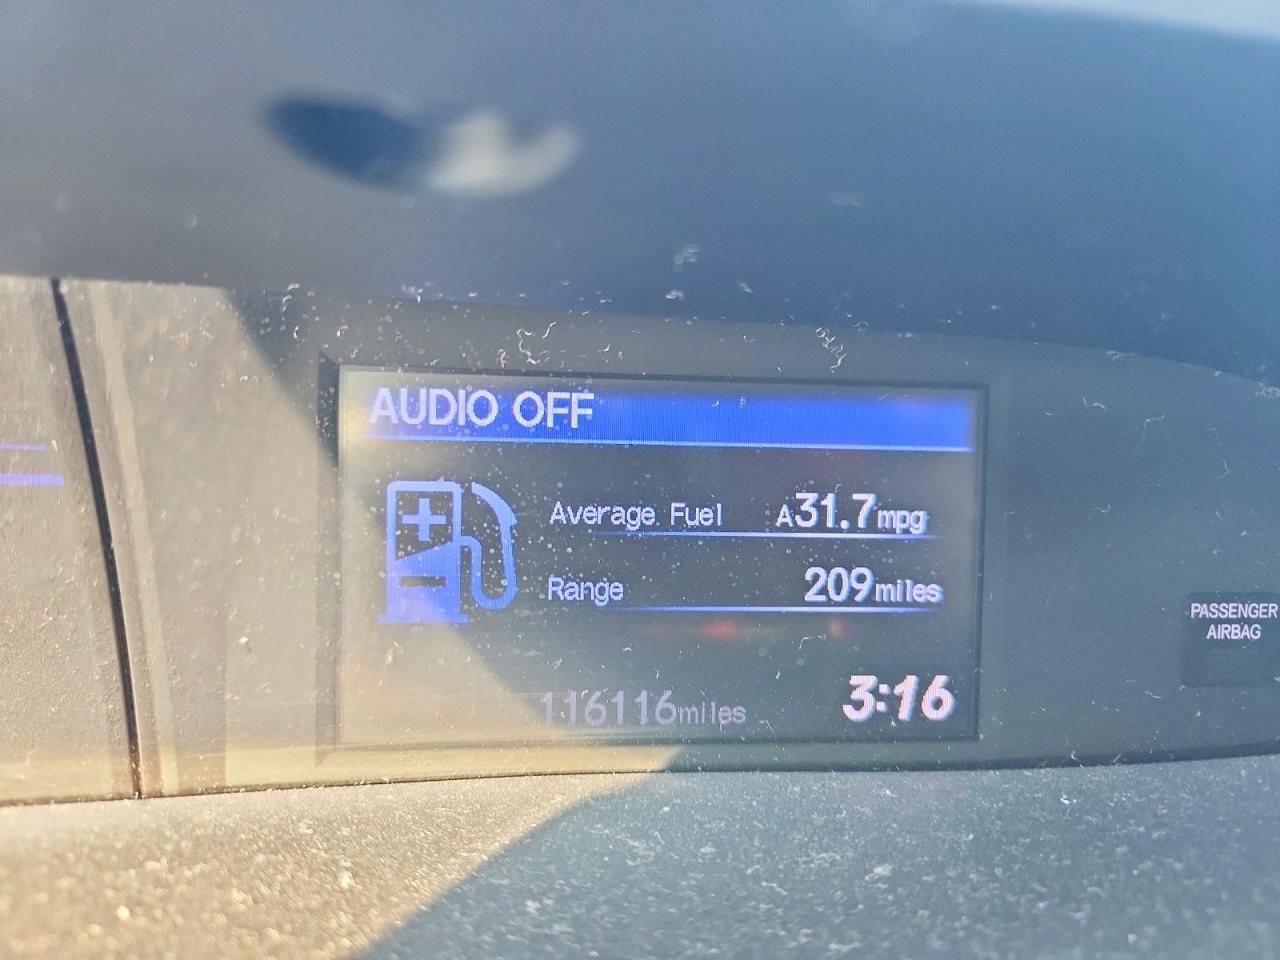 AUDIO OFF
Average Fuel A31.7mpg
Range 209miles
116116miles 3:16
PASSENGER
AIRBAG